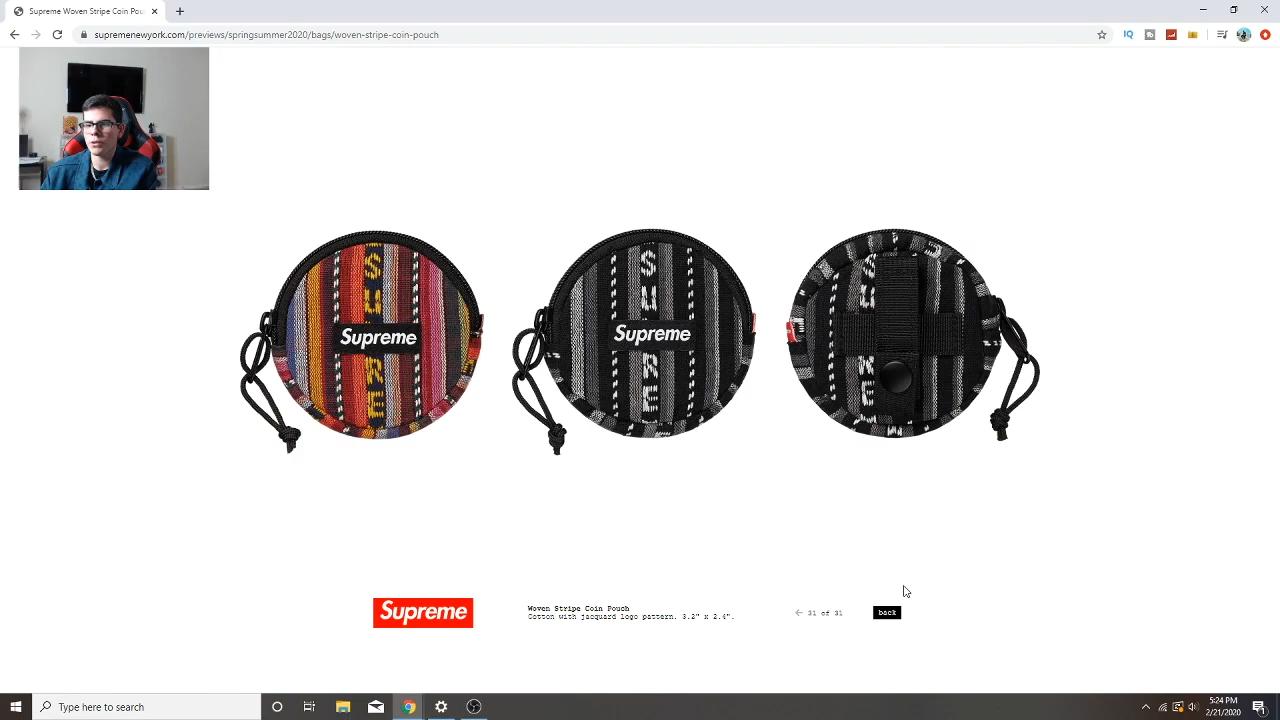 Supreme Woven Stripe Coin Pou
supremenewyork.com/previews/springsummer2020/bags/woven-stripe-coin-pouch
IQ
Supreme
Supreme
Supreme
Woven Stripe Coin Pouch
Cotton with jacquard logo pattern. 3.2" x 2.4".
31 of 31
back
Type here to search
5:24 PM
2/21/2020